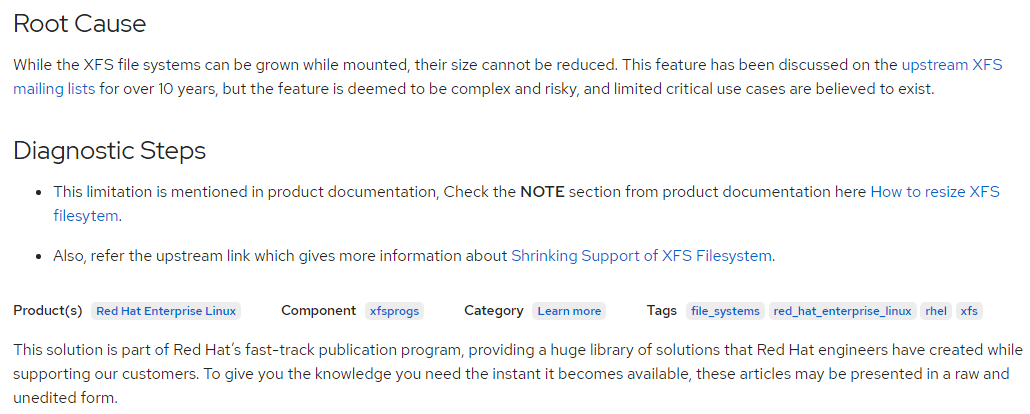 Root Cause
While the XFS file systems can be grown while mounted, their size cannot be reduced. This feature has been discussed on the upstream XFS
mailing lists for over 10 years, but the feature is deemed to be complex and risky, and limited critical use cases are believed to exist.
Diagnostic Steps
• This limitation is mentioned in product documentation, Check the NOTE section from product documentation here How to resize XFS
filesytem.
• Also, refer the upstream link which gives more information about Shrinking Support of XFS Filesystem.
Product(s) Red Hat Enterprise Linux Component xfsprogs Category Learn more Tags file_systems red_hat_enterprise_linux rhel xfs
This solution is part of Red Hat’s fast-track publication program, providing a huge library of solutions that Red Hat engineers have created while
supporting our customers. To give you the knowledge you need the instant it becomes available, these articles may be presented in a raw and
unedited form.